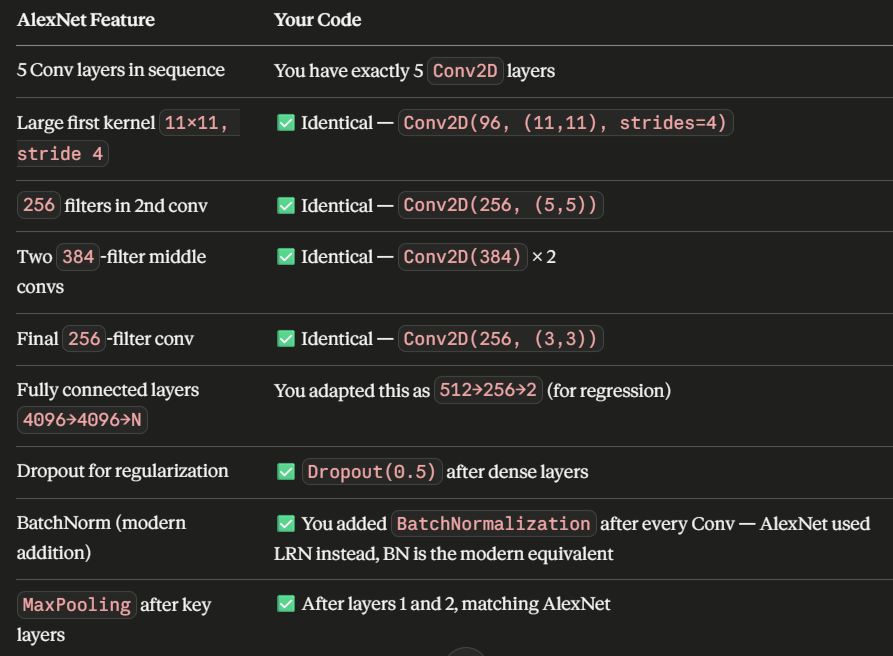 AlexNet Feature Your Code
5 Conv layers in sequence You have exactly 5 Conv2D layers
Large first kernel 11×11, ✅ Identical — Conv2D(96, (11,11), strides=4)
stride 4
256 filters in 2nd conv ✅ Identical — Conv2D(256, (5,5))
Two 384-filter middle ✅ Identical — Conv2D(384) × 2
convs
Final 256-filter conv ✅ Identical — Conv2D(256, (3,3))
Fully connected layers You adapted this as 512→256→2 (for regression)
4096→4096→N
Dropout for regularization ✅ Dropout(0.5) after dense layers
BatchNorm (modern ✅ You added BatchNormalization after every Conv — AlexNet used
addition) LRN instead, BN is the modern equivalent
MaxPooling after key ✅ After layers 1 and 2, matching AlexNet
layers